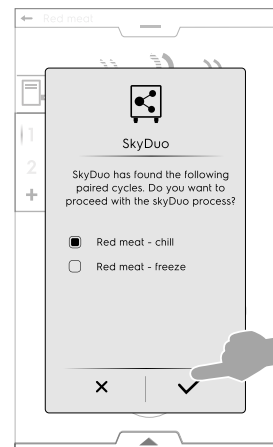 Red meat
1
2
+
SkyDuo
SkyDuo has found the following
paired cycles. Do you want to
proceed with the skyDuo process?
Red meat - chill
Red meat - freeze